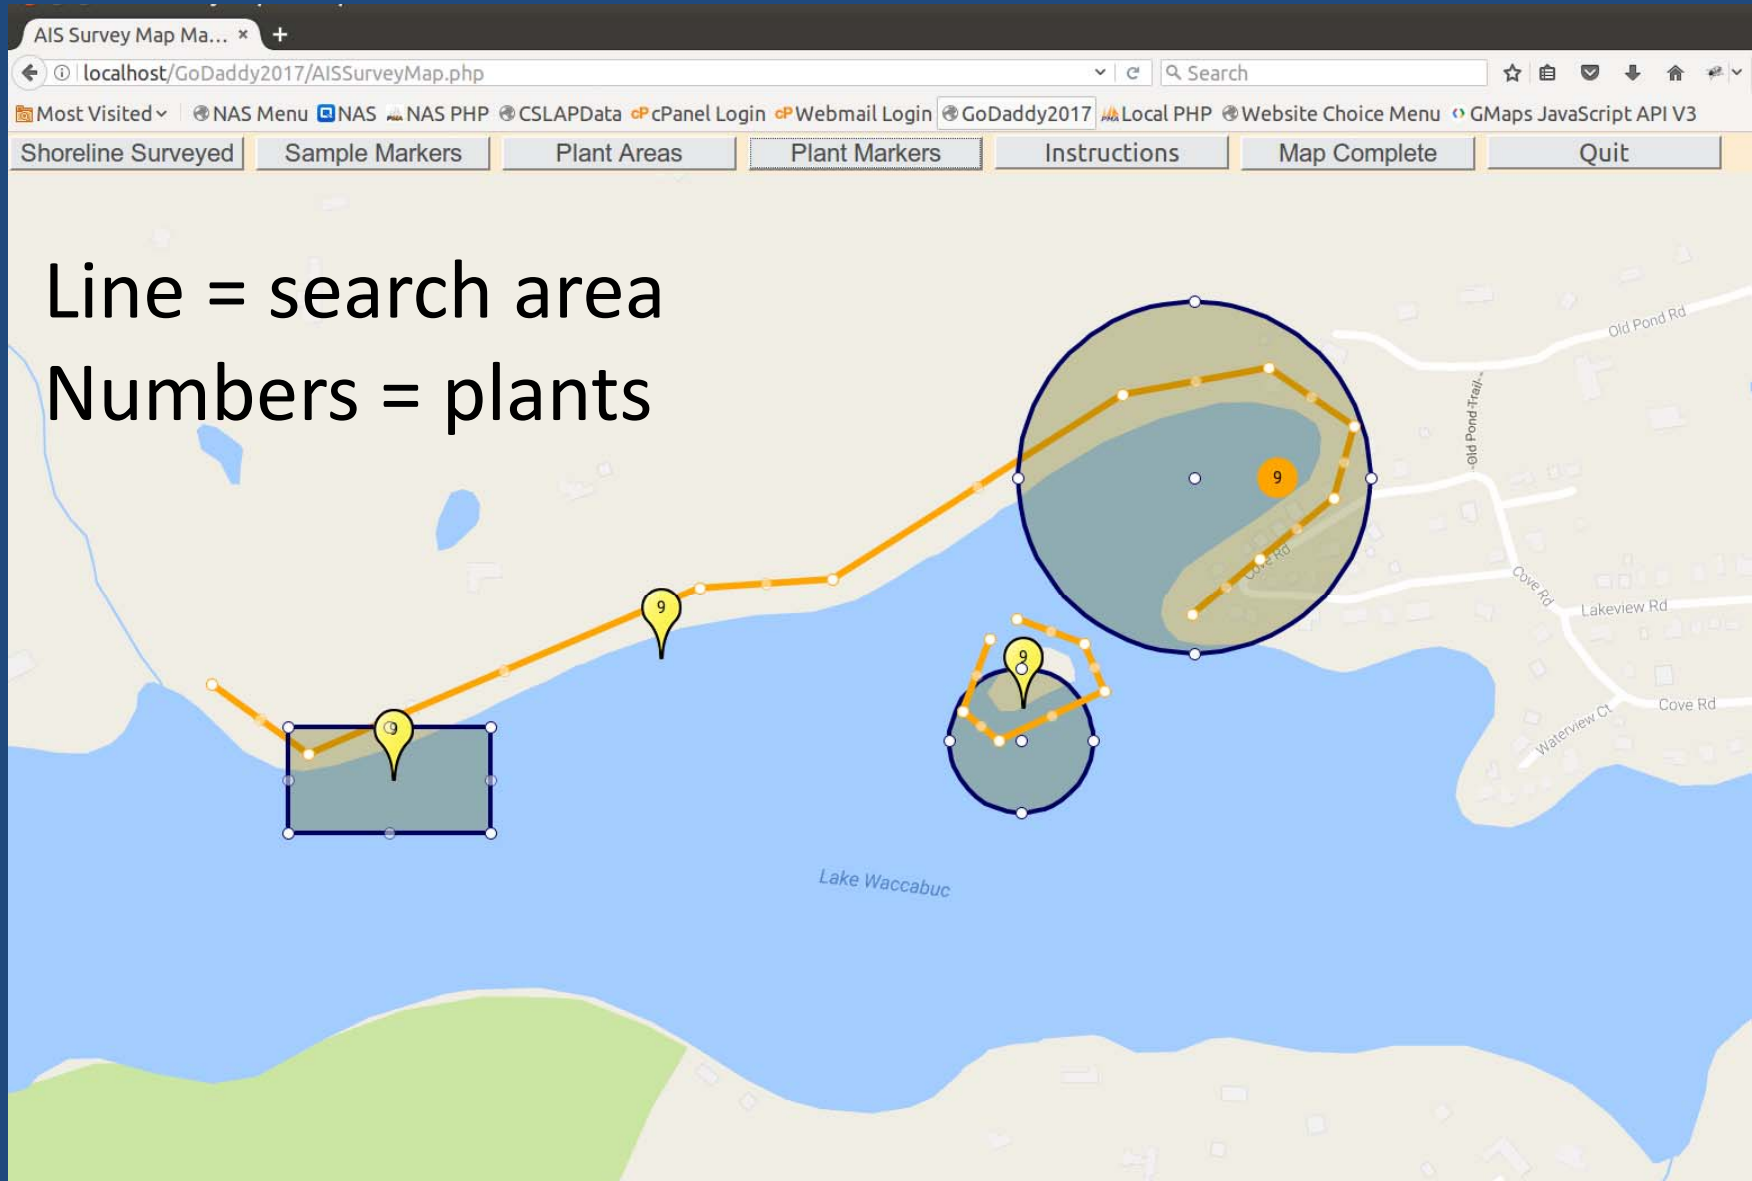 AIS Survey Map Ma... × +
localhost/GoDaddy2017/AISSurveyMap.php
Search
Most Visited NAS Menu NAS NAS PHP CSLAPData cPanel Login Webmail Login GoDaddy2017 Local PHP Website Choice Menu GMaps JavaScript API V3
Shoreline Surveyed Sample Markers Plant Areas Plant Markers Instructions Map Complete Quit
Line = search area
Numbers = plants
Old Pond Rd
Old Pond Trail
9
Cove Rd
Cove Rd
Lakeview Rd
9
9
Cove Rd
Waterview Ct
9
Lake Waccabuc